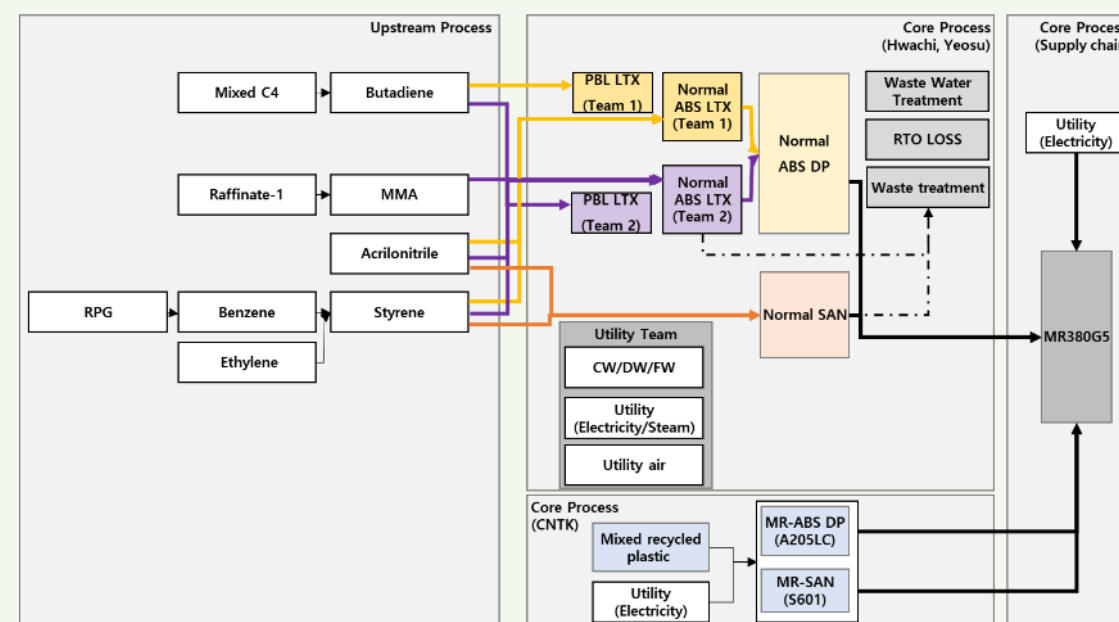 Upstream Process
Mixed C4
Butadiene
Raffinate-1
MMA
Acrilonitrile
RPG
Benzene
Styrene
Ethylene
Core Process
(Hwachi, Yeosu)
PBL LTX
(Team 1)
Normal
ABS LTX
(Team 1)
Normal
ABS DP
Waste Water
Treatment
RTO LOSS
Waste treatment
PBL LTX
(Team 2)
Normal
ABS LTX
(Team 2)
Normal SAN
Utility Team
CW/DW/FW
Utility
(Electricity/Steam)
Utility air
Core Process
(CNTK)
Mixed recycled
plastic
Utility
(Electricity)
MR-ABS DP
(A205LC)
MR-SAN
(S601)
Core Proces
(Supply chain
Utility
(Electricity)
MR380G5